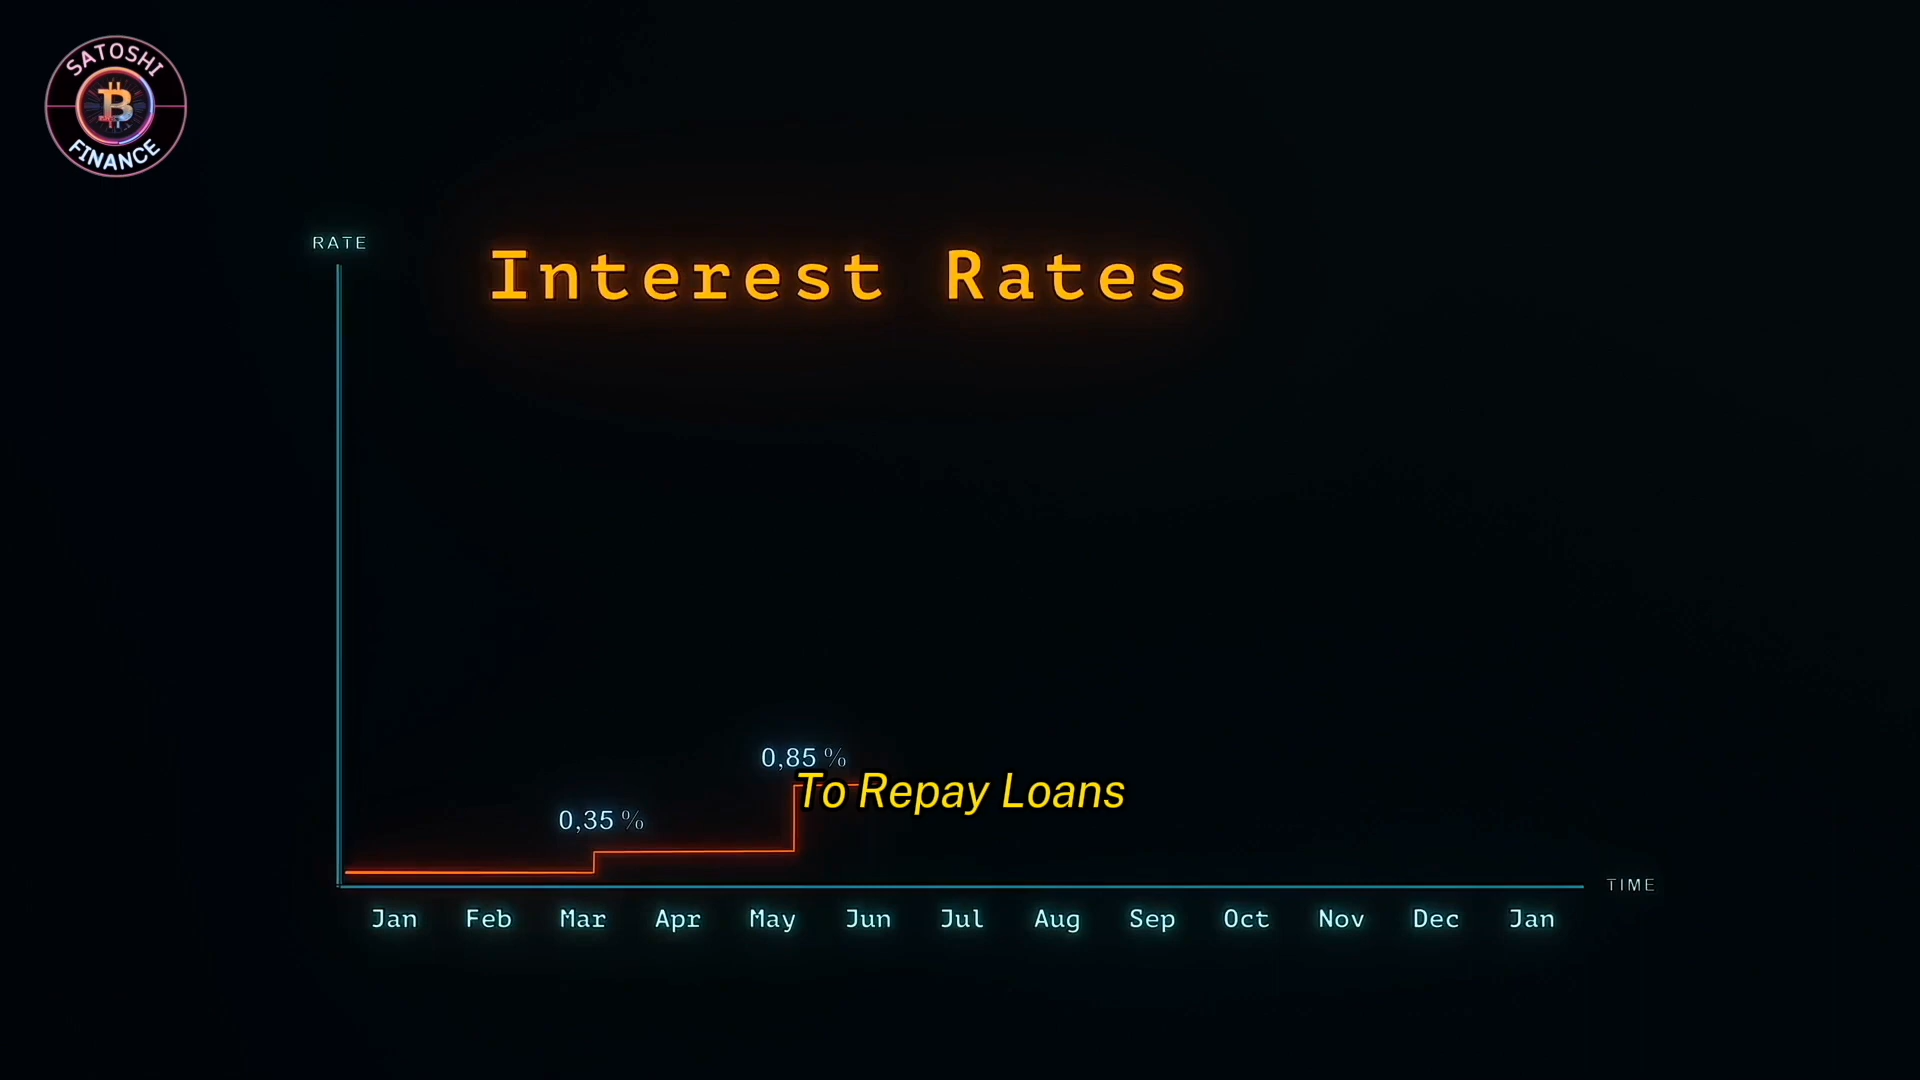 SATOSHI
FINANCE
RATE
Interest Rates
0,85 %
To Repay Loans
0,35 %
TIME
Jan Feb Mar Apr May Jun Jul Aug Sep Oct Nov Dec Jan